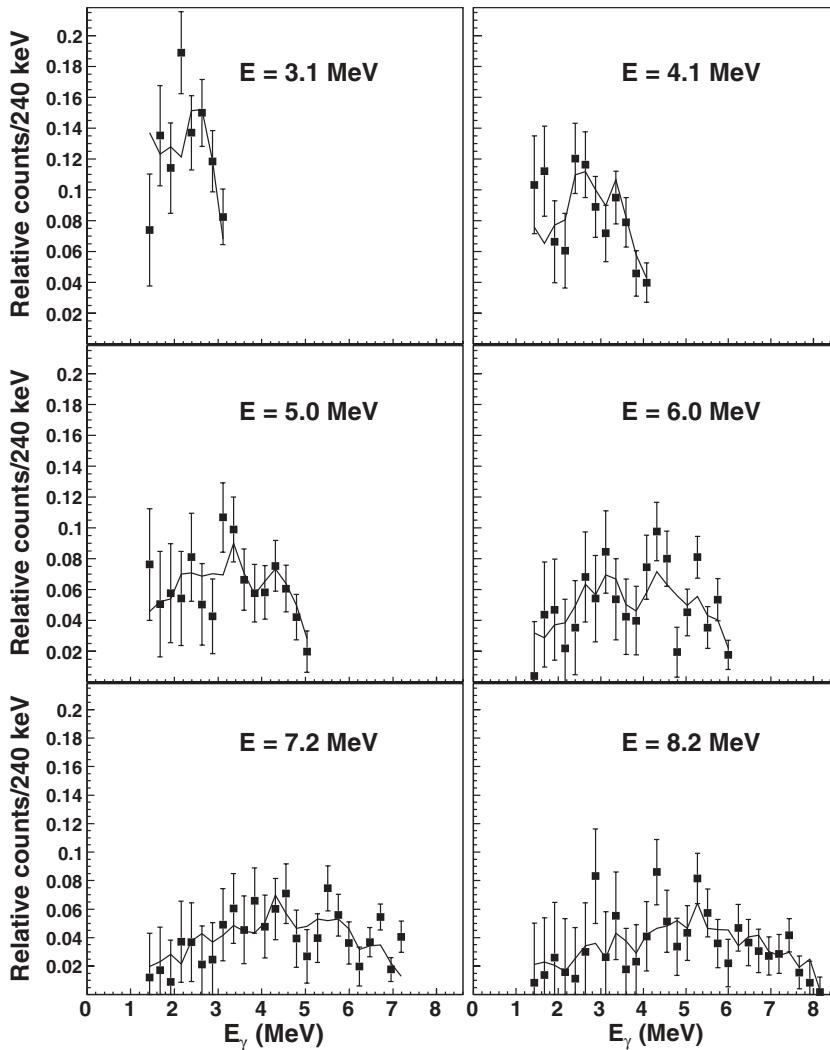 Relative counts/240 keV
0.2
0.18
0.16
0.14
0.12
0.1
0.08
0.06
0.04
0.02
E = 3.1 MeV
E = 4.1 MeV
Relative counts/240 keV
0.2
0.18
0.16
0.14
0.12
0.1
0.08
0.06
0.04
0.02
E = 5.0 MeV
E = 6.0 MeV
Relative counts/240 keV
0.2
0.18
0.16
0.14
0.12
0.1
0.08
0.06
0.04
0.02
E = 7.2 MeV
E = 8.2 MeV
0 1 2 3 4 5 6 7 0 1 2 3 4 5 6 7 8
Eγ (MeV) Eγ (MeV)